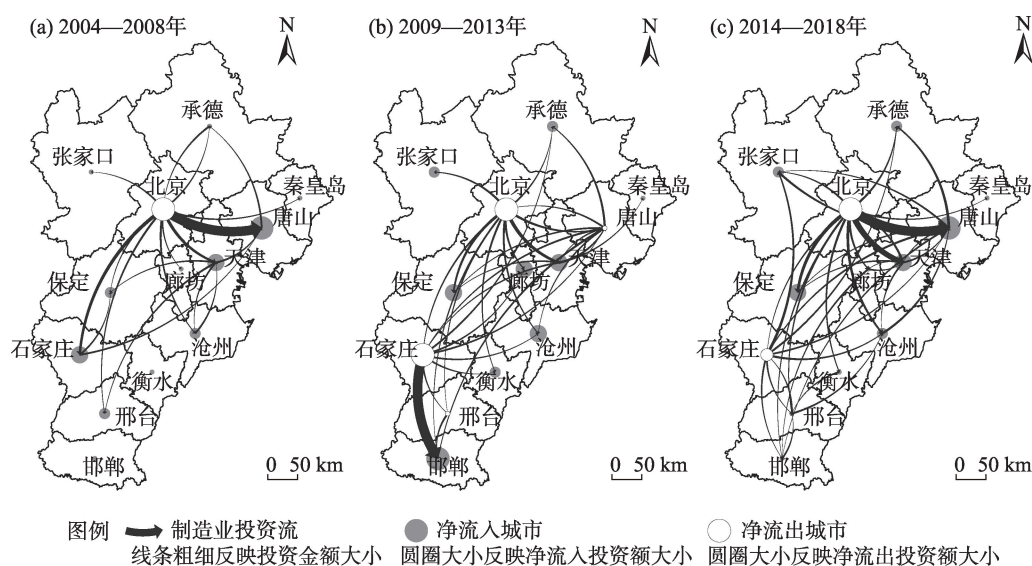 (a) 2004—2008年
N
承德
张家口
北京
秦皇岛
唐山
天津
廊坊
保定
石家庄
沧州
衡水
邢台
邯郸
0 50 km
(b) 2009—2013年
N
承德
张家口
北京
秦皇岛
唐山
天津
廊坊
保定
石家庄
沧州
衡水
邢台
邯郸
0 50 km
(c) 2014—2018年
N
承德
张家口
北京
秦皇岛
唐山
天津
廊坊
保定
石家庄
沧州
衡水
邢台
邯郸
0 50 km
图例 制造业投资流 净流入城市 净流出城市
线条粗细反映投资金额大小 圆圈大小反映净流入投资额大小 圆圈大小反映净流出投资额大小